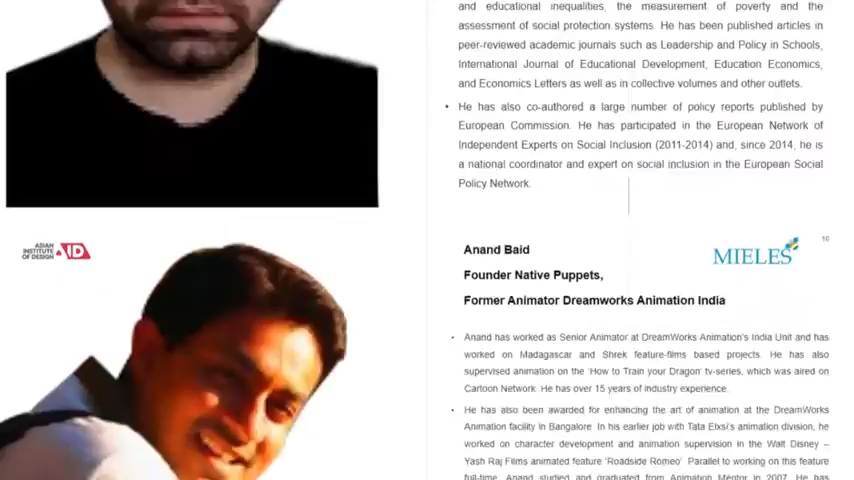 and educational inequalities, the measurement of poverty and the
assessment of social protection systems. He has been published articles in
peer-reviewed academic journals such as Leadership and Policy in Schools,
International Journal of Educational Development, Education Economics,
and Economics Letters as well as in collective volumes and other outlets.
• He has also co-authored a large number of policy reports published by
European Commission. He has participated in the European Network of
Independent Experts on Social Inclusion (2011-2014) and, since 2014, he is
a national coordinator and expert on social inclusion in the European Social
Policy Network.
ASIAN
INSTITUTE
OF DESIGN
AID
Anand Baid
MIELES
16
Founder Native Puppets,
Former Animator Dreamworks Animation India
• Anand has worked as Senior Animator at DreamWorks Animation's India Unit and has
worked on Madagascar and Shrek feature-films based projects. He has also
supervised animation on the 'How to Train your Dragon' tv-series, which was aired on
Cartoon Network. He has over 15 years of industry experience.
• He has also been awarded for enhancing the art of animation at the DreamWorks
Animation facility in Bangalore. In his earlier job with Tata Elxsi's animation division, he
worked on character development and animation supervision in the Walt Disney –
Yash Raj Films animated feature 'Roadside Romeo'. Parallel to working on this feature
full-time, Anand studied and graduated from Animation Mentor in 2007. He has